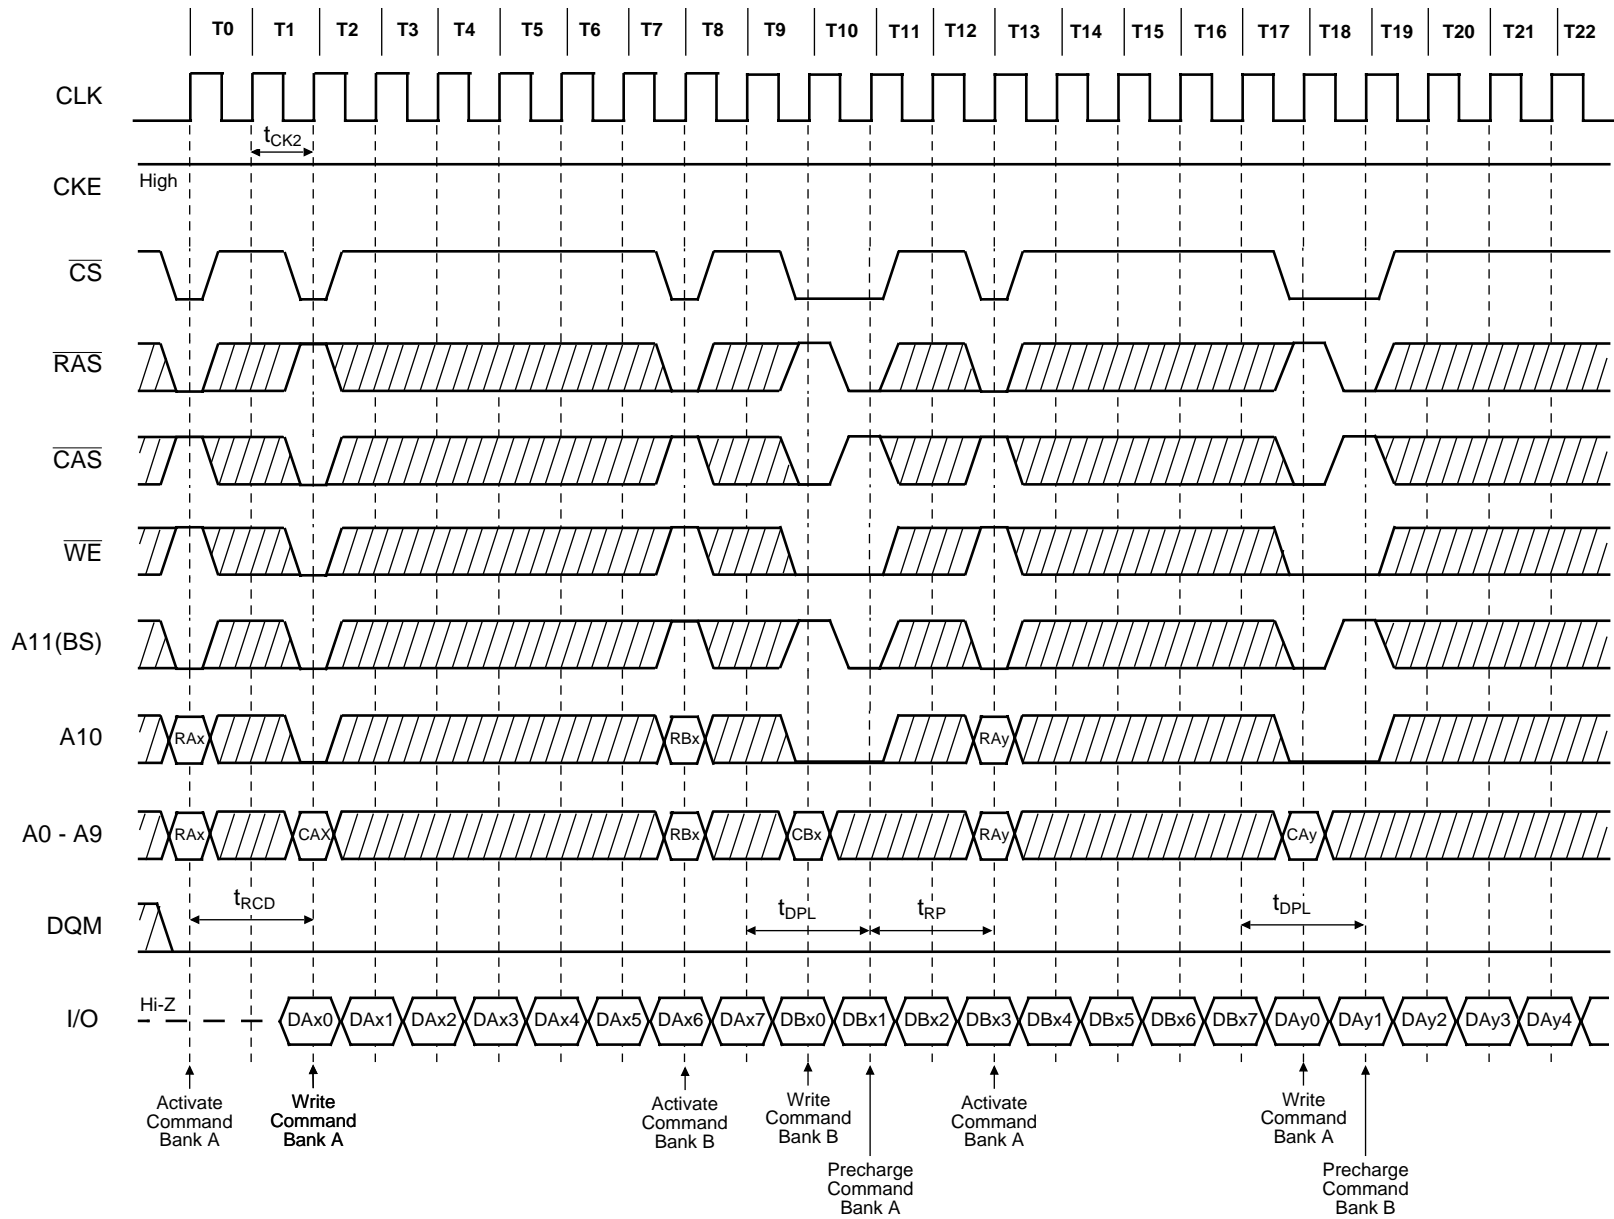 T0 T1 T2 T3 T4 T5 T6 T7 T8 T9 T10 T11 T12 T13 T14 T15 T16 T17 T18 T19 T20 T21 T22
CLK
tCK2
CKE
High
CS
RAS
CAS
WE
A11(BS)
A10
RAx RBx RAy
A0 - A9
RAx CAX RBx CBx RAy CAy
DQM
tRCD tDPL tRP tDPL
I/O
Hi-Z
DAx0 DAx1 DAx2 DAx3 DAx4 DAx5 DAx6 DAx7 DBx0 DBx1 DBx2 DBx3 DBx4 DBx5 DBx6 DBx7 DAy0 DAy1 DAy2 DAy3 DAy4
Activate
Command
Bank A
Write
Command
Bank A
Activate
Command
Bank B
Write
Command
Bank B
Precharge
Command
Bank A
Activate
Command
Bank A
Write
Command
Bank A
Precharge
Command
Bank B